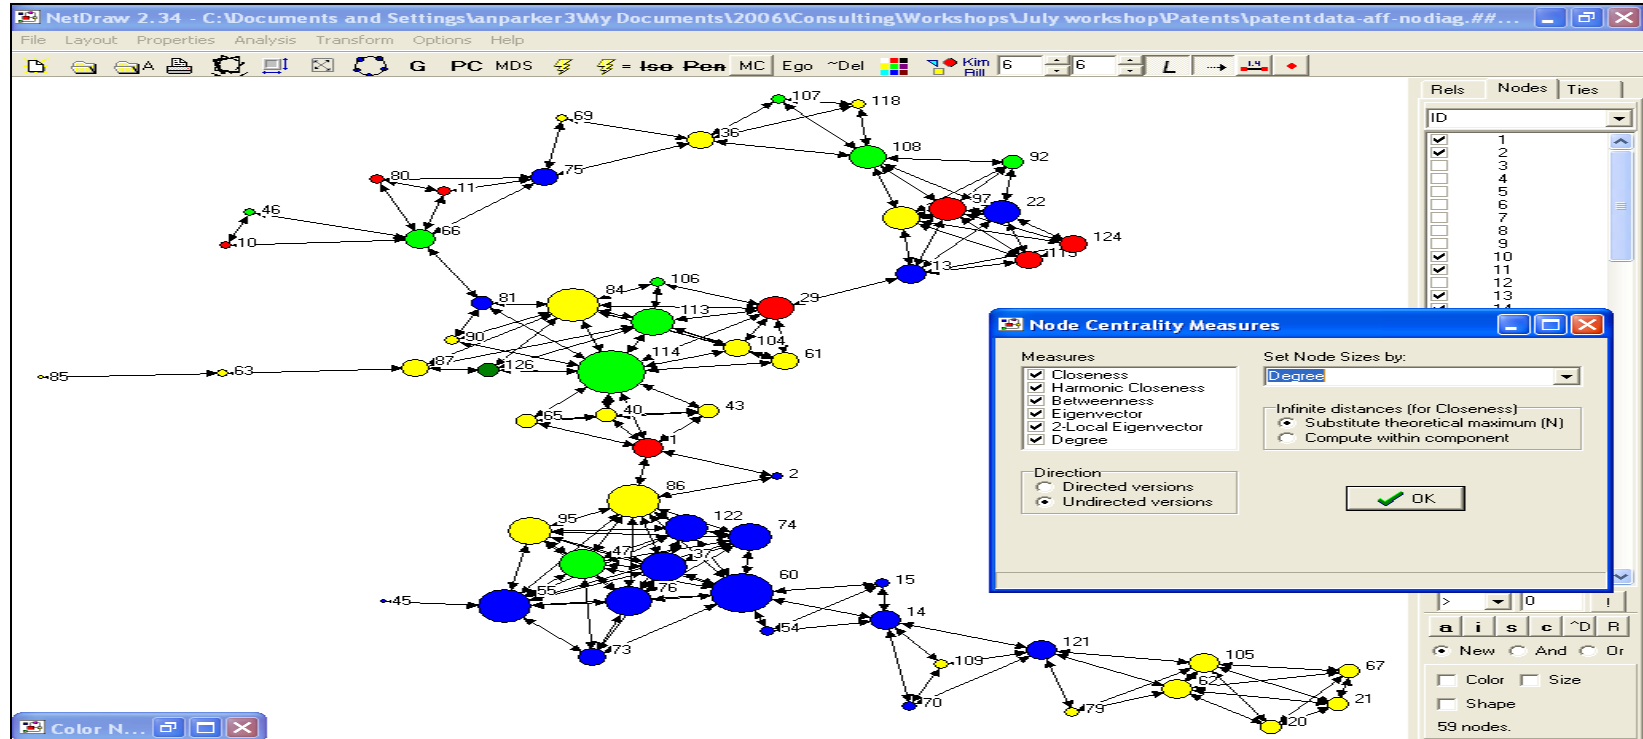 NetDraw 2.34 - C:\Documents and Settings\anparker3\My Documents\2006\Consulting\Workshops\July workshop\Patents\patentdata-aff-nodiag.##...
File Layout Properties Analysis Transform Options Help
A G PC MDS = Iso Pen MC Ego ~Del Kim Bill 6 6 L 1.4
Rels Nodes Ties
ID
1
2
3
4
5
6
7
8
9
10
11
12
13
107
118
69
36
108
92
75
80
11
97
22
46
66
10
124
115
13
106
84
29
81
113
90
104
114
61
87
126
85
63
65
40
43
1
2
86
122
95
74
47
37
60
15
55
76
45
54
14
73
121
109
105
67
62
70
21
79
20
Node Centrality Measures
Measures
Closeness
Harmonic Closeness
Betweenness
Eigenvector
2-Local Eigenvector
Degree
Set Node Sizes by:
Degree
Infinite distances (for Closeness)
Substitute theoretical maximum (N)
Compute within component
Direction
Directed versions
Undirected versions
OK
> 0 !
a i s c ^D R
New And Or
Color Size
Shape
59 nodes.
Color N...